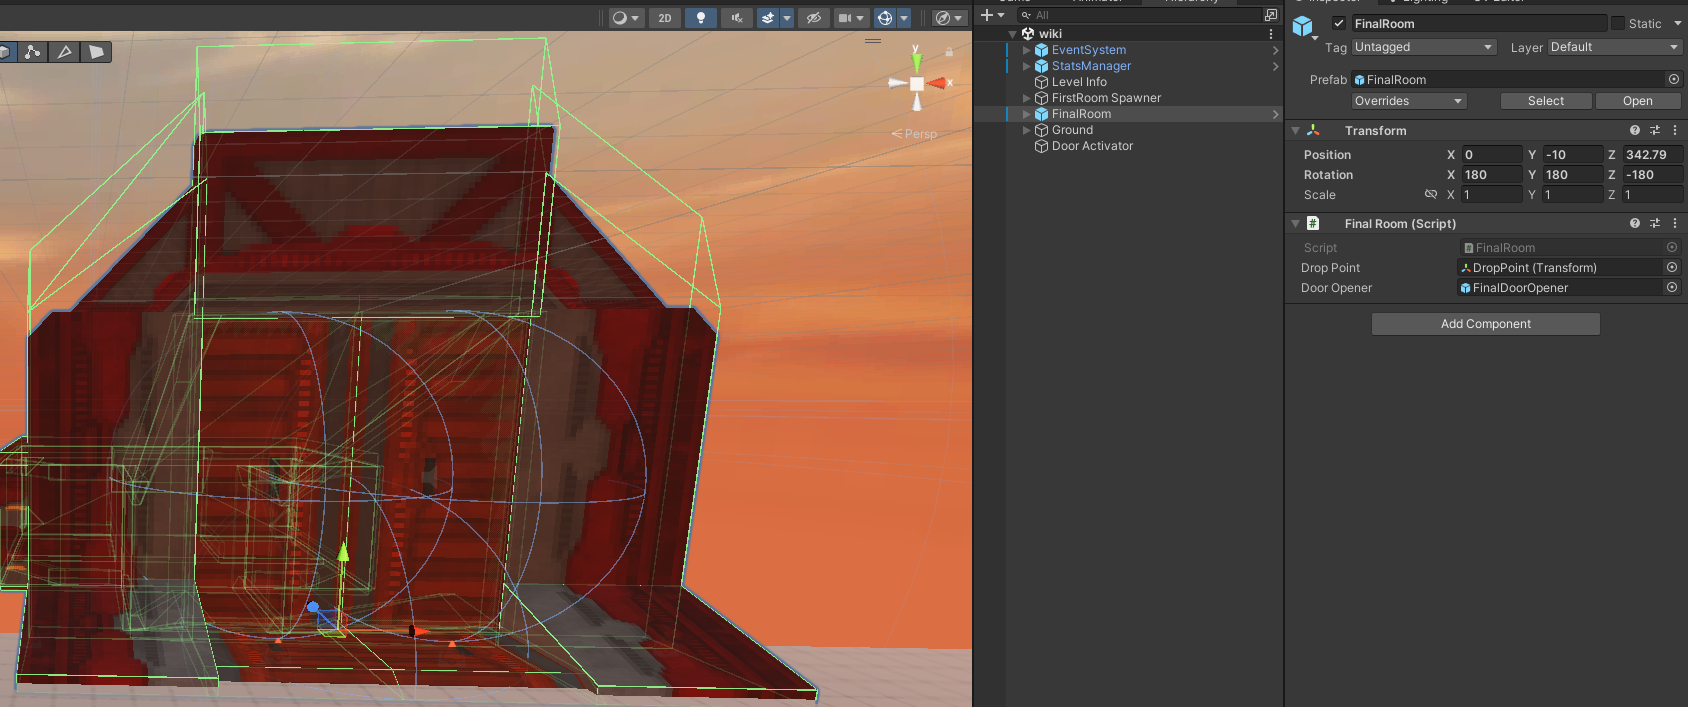 2D
y
x
Persp
Hierarchy
All
wiki
EventSystem
StatsManager
Level Info
FirstRoom Spawner
FinalRoom
Ground
Door Activator
FinalRoom
Static
Tag Untagged Layer Default
Prefab FinalRoom
Overrides Select Open
Transform
Position X 0 Y -10 Z 342.79
Rotation X 180 Y 180 Z -180
Scale X 1 Y 1 Z 1
# Final Room (Script)
Script FinalRoom
Drop Point DropPoint (Transform)
Door Opener FinalDoorOpener
Add Component